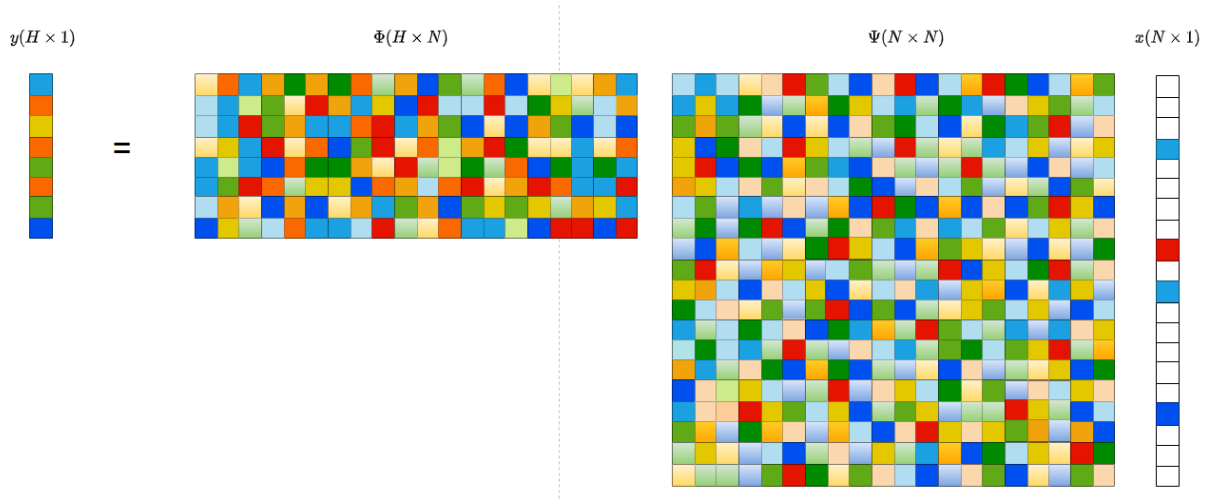 y(H × 1)
Φ(H × N)
Ψ(N × N)
x(N × 1)
=